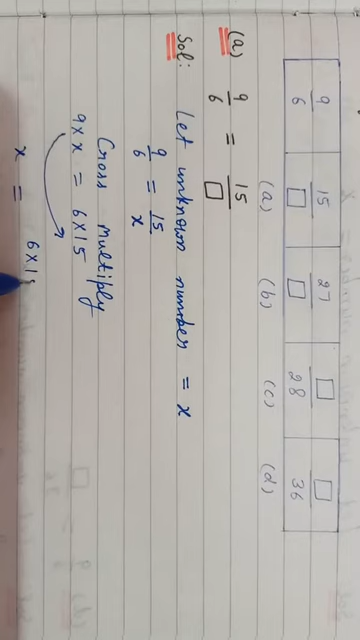 9/6 15/□ 27/□ □/28 □/36
(a) (b) (c) (d)
(a) 9/6 = 15/□
Sol: Let unknown number = x
9/6 = 15/x
Cross multiply
9 x x = 6 x 15
x = 6 x 1